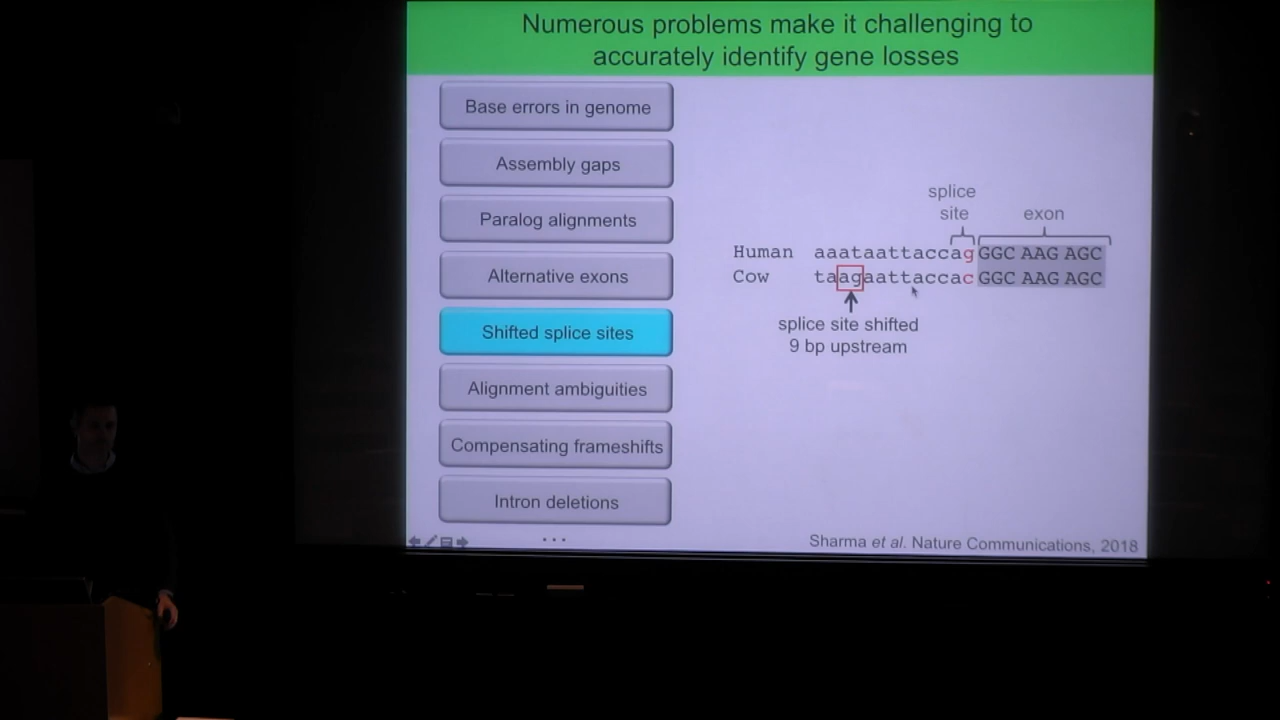 Numerous problems make it challenging to
accurately identify gene losses
Base errors in genome
Assembly gaps
Paralog alignments
Alternative exons
Shifted splice sites
Alignment ambiguities
Compensating frameshifts
Intron deletions
...
splice
site
exon
Human aaataattaccag GGC AAG AGC
Cow taagaattaccac GGC AAG AGC
splice site shifted
9 bp upstream
Sharma et al. Nature Communications, 2018